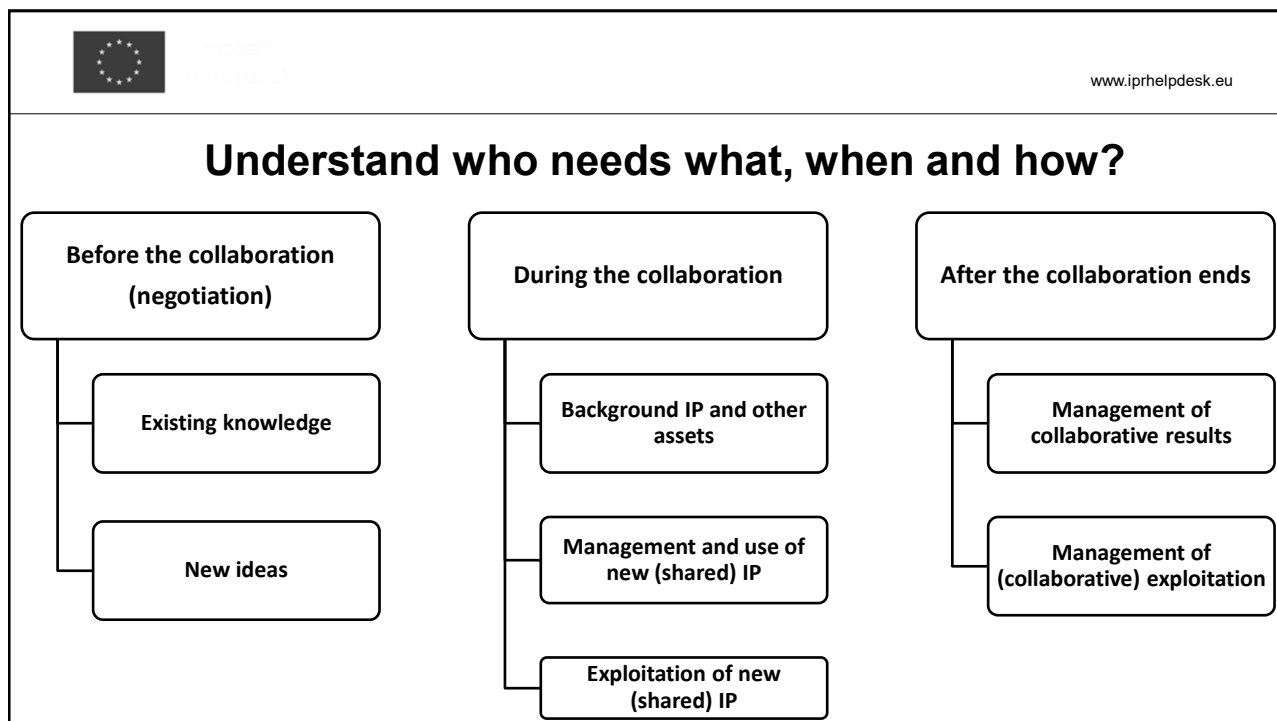 www.iprhelpdesk.eu
Understand who needs what, when and how?
Before the collaboration
(negotiation)
Existing knowledge
New ideas
During the collaboration
Background IP and other
assets
Management and use of
new (shared) IP
Exploitation of new
(shared) IP
After the collaboration ends
Management of
collaborative results
Management of
(collaborative) exploitation